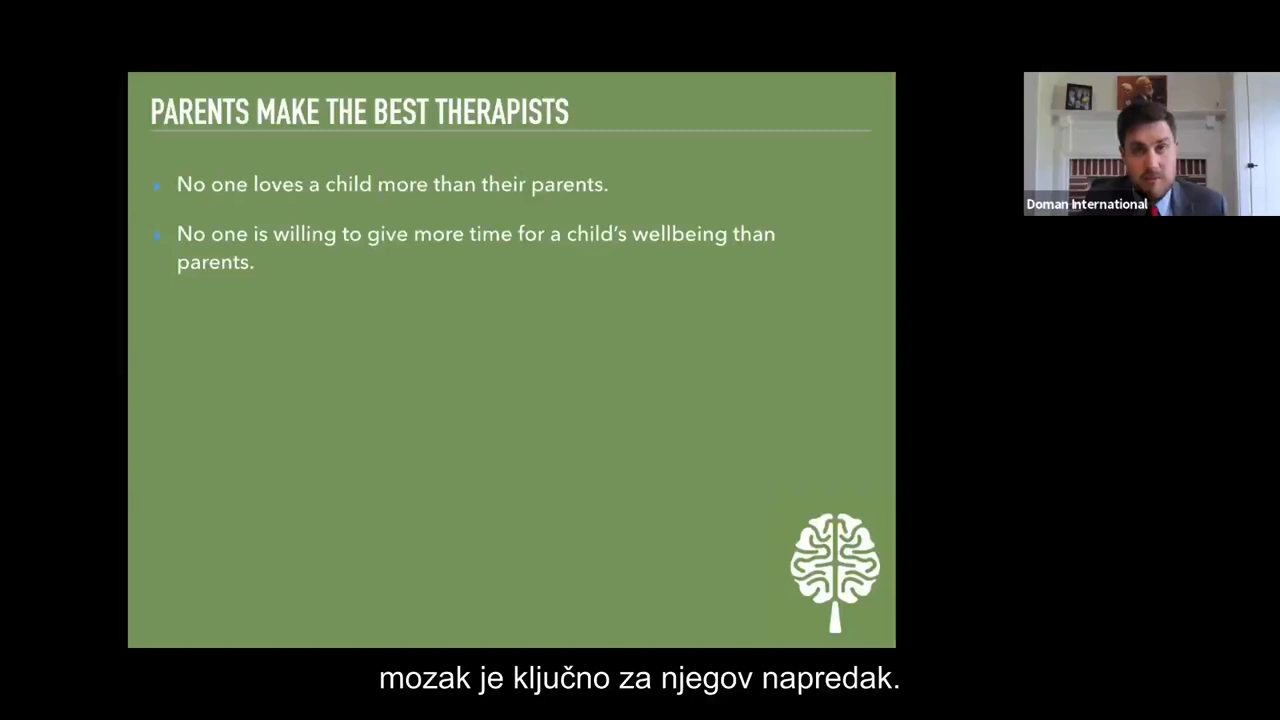 PARENTS MAKE THE BEST THERAPISTS
No one loves a child more than their parents.
No one is willing to give more time for a child’s wellbeing than
parents.
Doman International
mozak je ključno za njegov napredak.